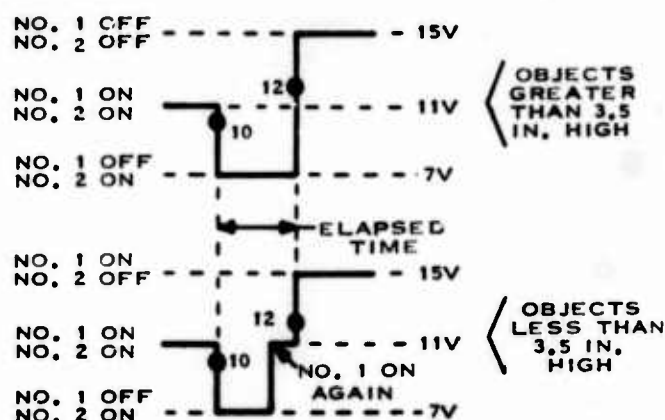 NO. 1 OFF
NO. 2 OFF
15V
12
OBJECTS
GREATER
THAN 3.5
IN. HIGH
NO. 1 ON
NO. 2 ON
11V
10
NO. 1 OFF
NO. 2 ON
7V
ELAPSED
TIME
NO. 1 ON
NO. 2 OFF
15V
12
OBJECTS
LESS THAN
3.5 IN.
HIGH
NO. 1 ON
NO. 2 ON
11V
10
NO. 1 ON
AGAIN
NO. 1 OFF
NO. 2 ON
7V